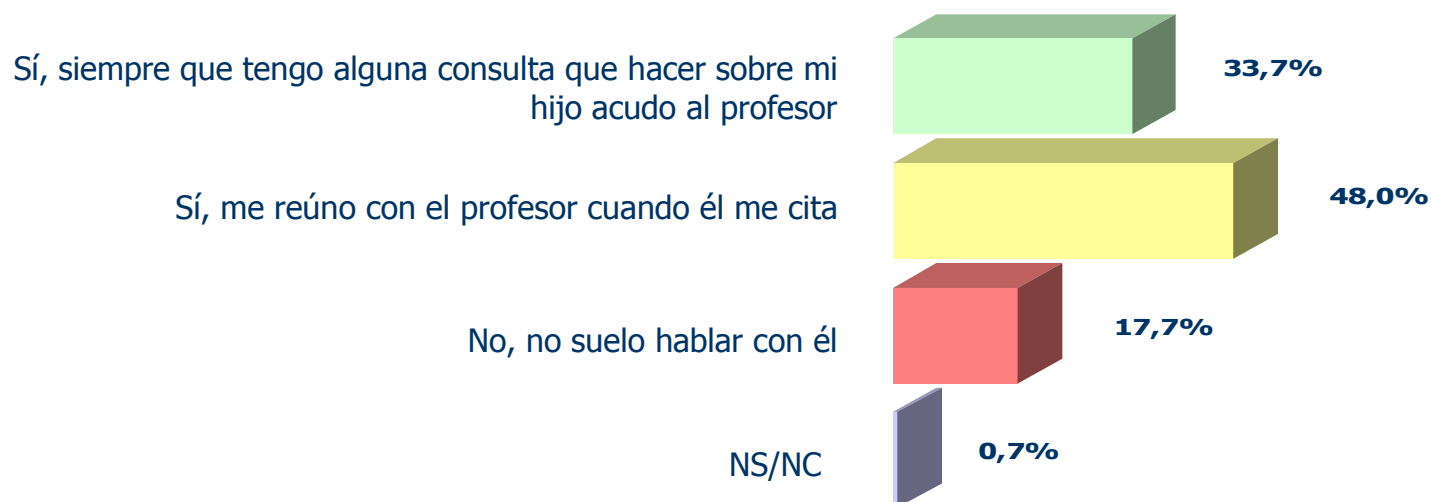 Sí, siempre que tengo alguna consulta que hacer sobre mi
hijo acudo al profesor
33,7%
Sí, me reúno con el profesor cuando él me cita
48,0%
No, no suelo hablar con él
17,7%
NS/NC
0,7%